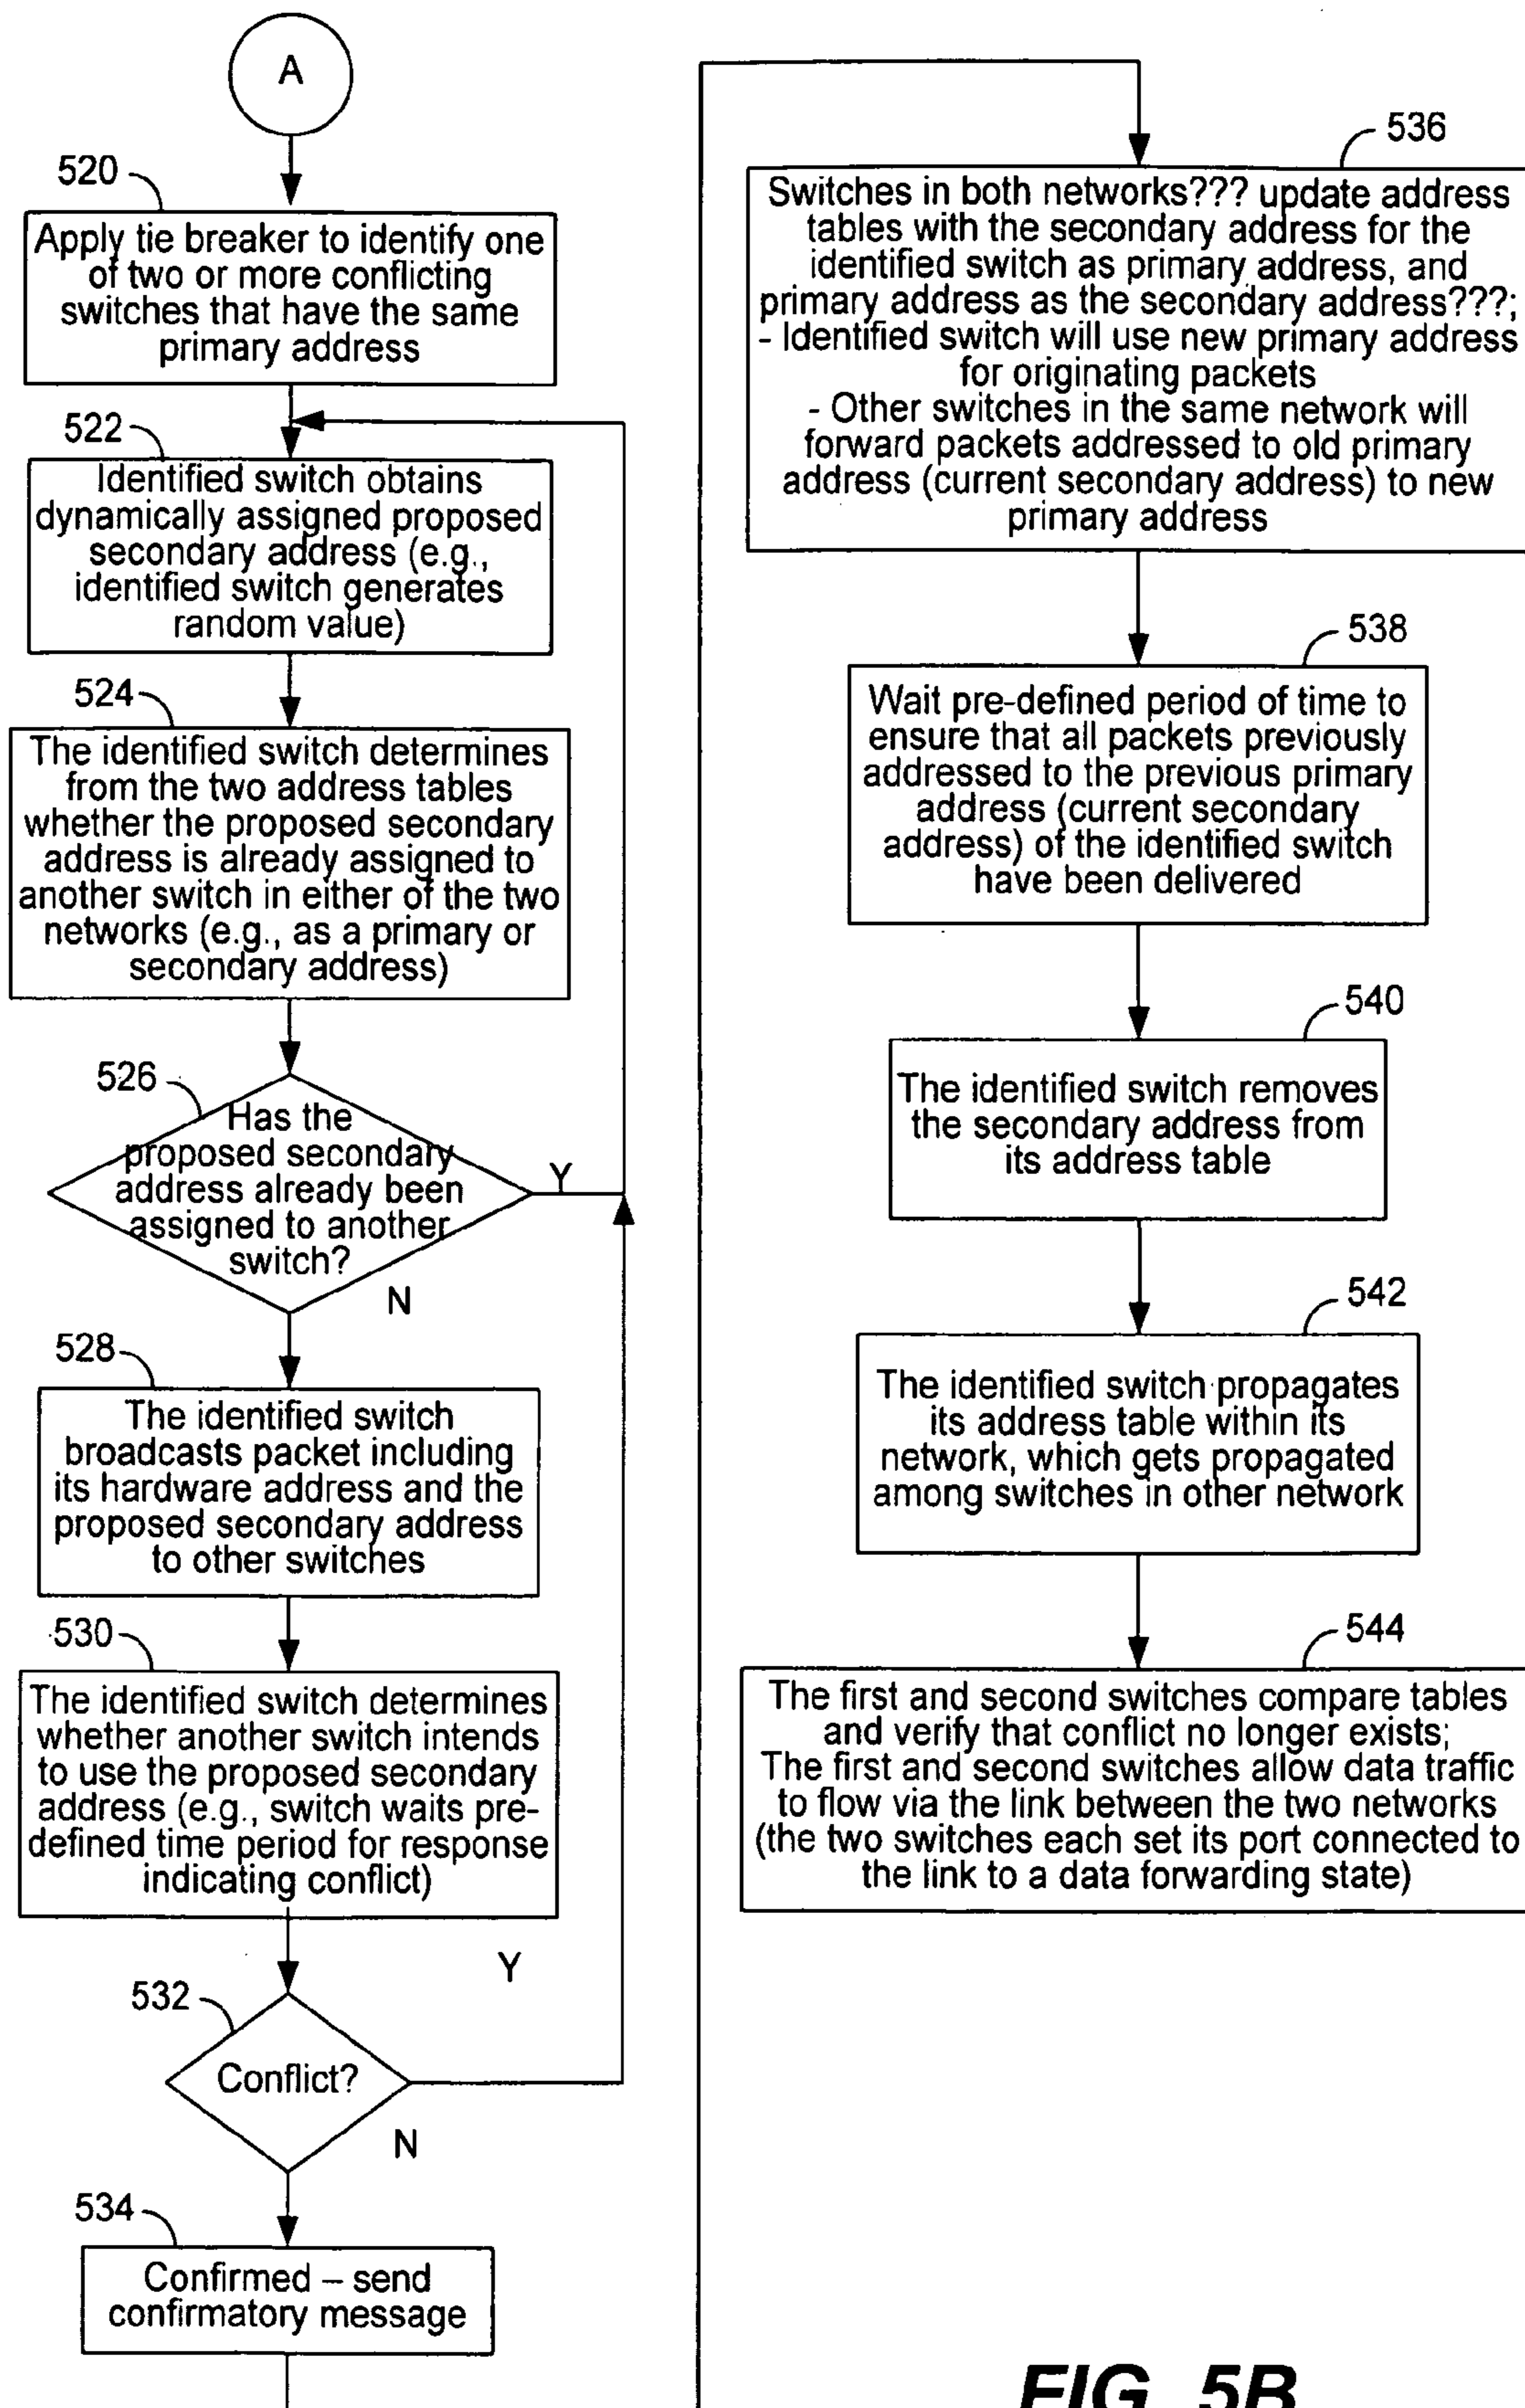 A
520
Apply tie breaker to identify one
of two or more conflicting
switches that have the same
primary address
522
Identified switch obtains
dynamically assigned proposed
secondary address (e.g.,
identified switch generates
random value)
524
The identified switch determines
from the two address tables
whether the proposed secondary
address is already assigned to
another switch in either of the two
networks (e.g., as a primary or
secondary address)
526
Has the
proposed secondary
address already been
assigned to another
switch?
Y
N
528
The identified switch
broadcasts packet including
its hardware address and the
proposed secondary address
to other switches
530
The identified switch determines
whether another switch intends
to use the proposed secondary
address (e.g., switch waits pre-
defined time period for response
indicating conflict)
Y
532
Conflict?
N
534
Confirmed – send
confirmatory message
536
Switches in both networks??? update address
tables with the secondary address for the
identified switch as primary address, and
primary address as the secondary address???;
- Identified switch will use new primary address
for originating packets
- Other switches in the same network will
forward packets addressed to old primary
address (current secondary address) to new
primary address
538
Wait pre-defined period of time to
ensure that all packets previously
addressed to the previous primary
address (current secondary
address) of the identified switch
have been delivered
540
The identified switch removes
the secondary address from
its address table
542
The identified switch propagates
its address table within its
network, which gets propagated
among switches in other network
544
The first and second switches compare tables
and verify that conflict no longer exists;
The first and second switches allow data traffic
to flow via the link between the two networks
(the two switches each set its port connected to
the link to a data forwarding state)
FIG. 5B